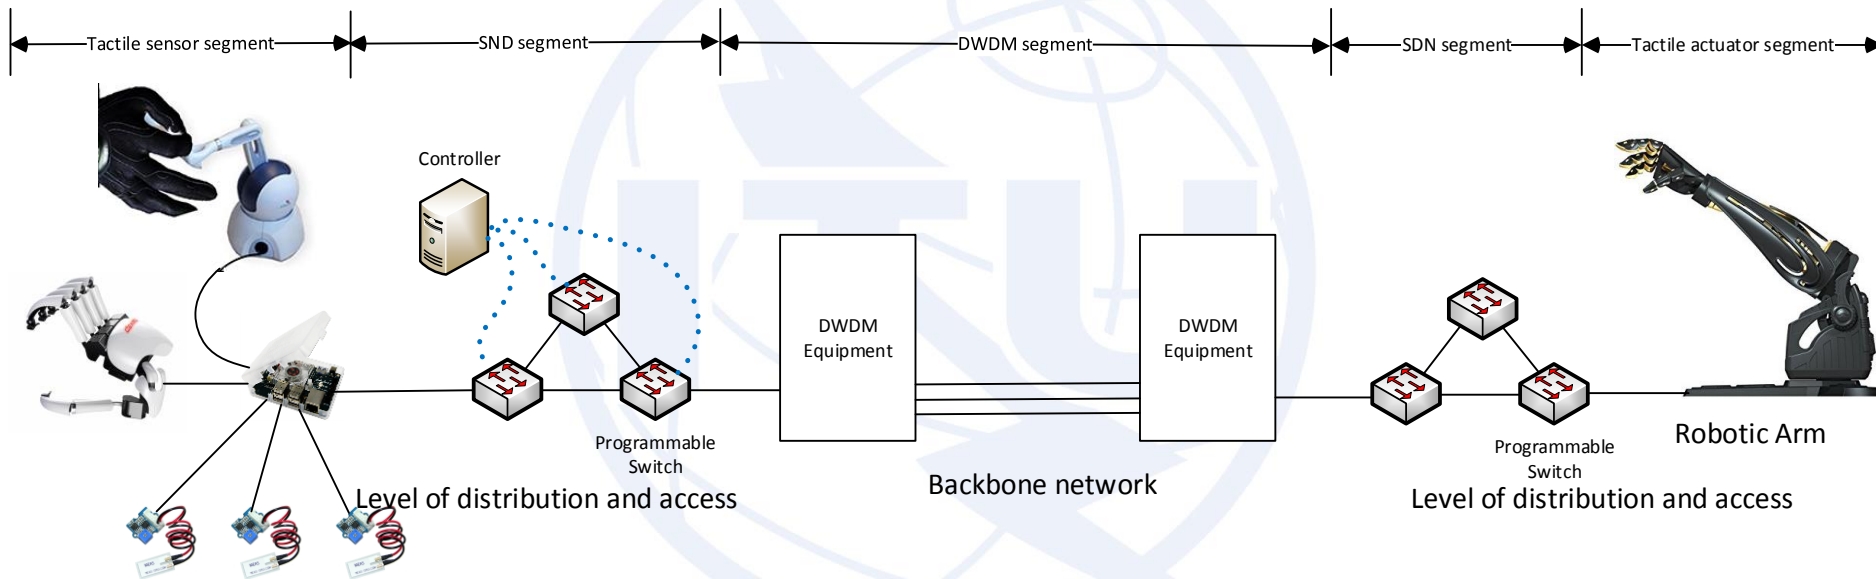 Tactile sensor segment
SND segment
DWDM segment
SDN segment
Tactile actuator segment
Controller
DWDM
Equipment
DWDM
Equipment
Programmable
Switch
Programmable
Switch
Robotic Arm
Level of distribution and access
Backbone network
Level of distribution and access
ITU